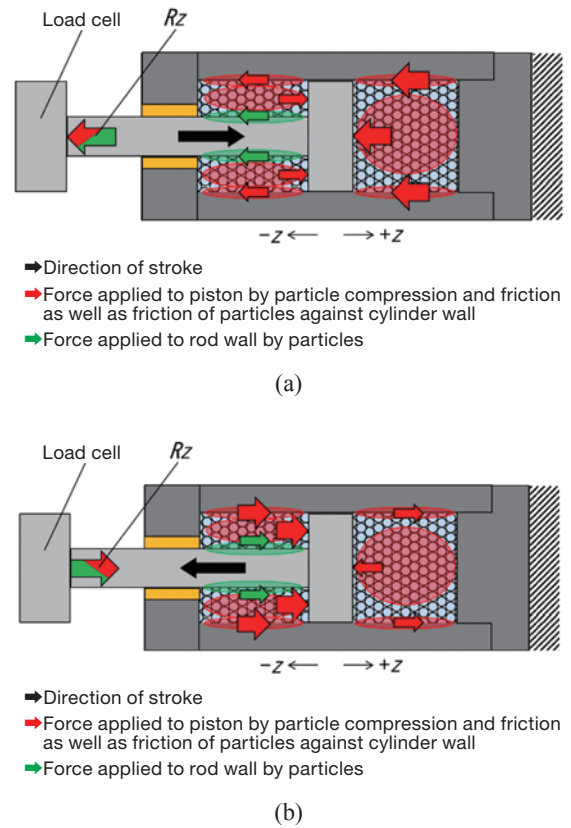 Load cell
Rz
−z ← → +z
➡Direction of stroke
➡Force applied to piston by particle compression and friction
as well as friction of particles against cylinder wall
➡Force applied to rod wall by particles
(a)
Load cell
Rz
−z ← → +z
➡Direction of stroke
➡Force applied to piston by particle compression and friction
as well as friction of particles against cylinder wall
➡Force applied to rod wall by particles
(b)